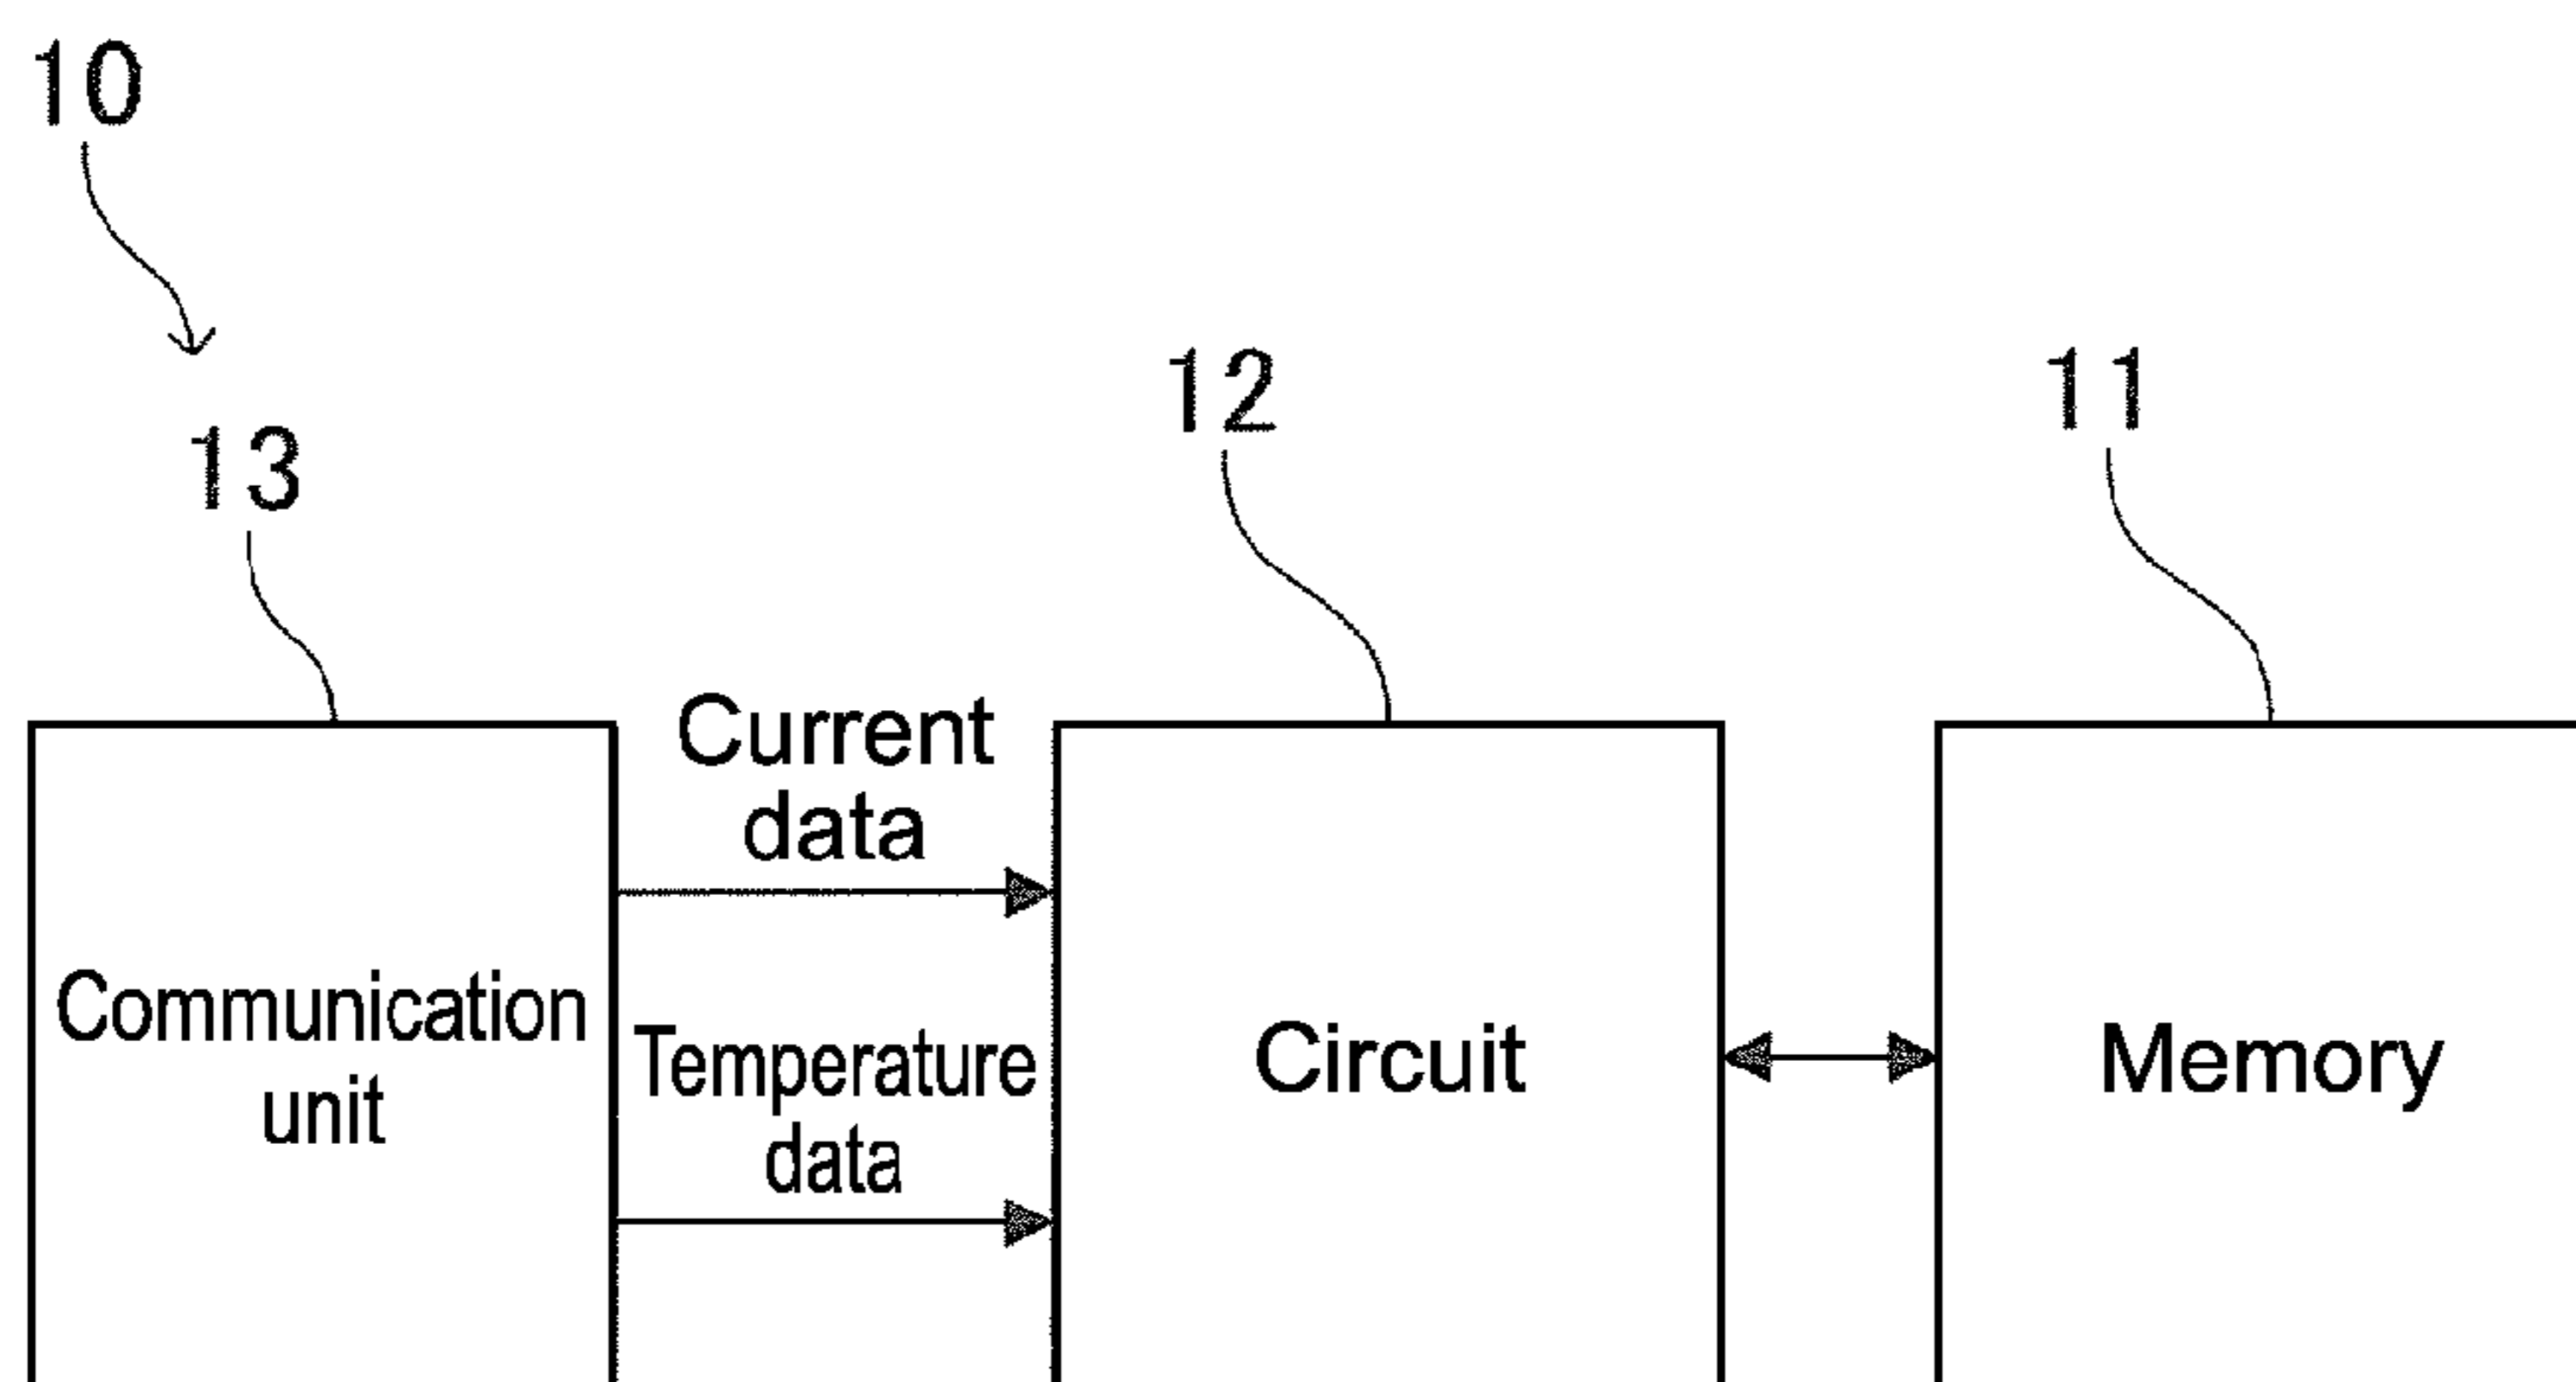 10
13
12
11
Current
data
Communication
unit
Temperature
data
Circuit
Memory